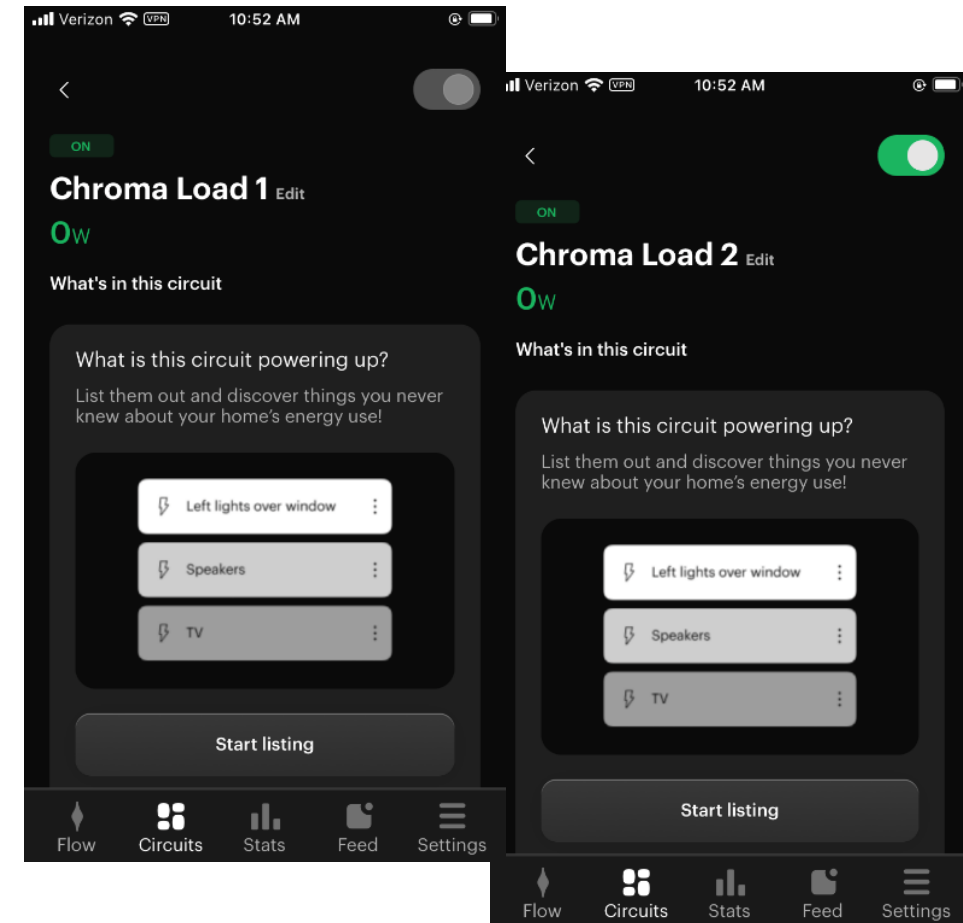 Verizon VPN 10:52 AM
ON
Chroma Load 1 Edit
0W
What's in this circuit
What is this circuit powering up?
List them out and discover things you never
knew about your home's energy use!
Left lights over window
Speakers
TV
Start listing
Flow Circuits Stats Feed Settings
Verizon VPN 10:52 AM
ON
Chroma Load 2 Edit
0W
What's in this circuit
What is this circuit powering up?
List them out and discover things you never
knew about your home's energy use!
Left lights over window
Speakers
TV
Start listing
Flow Circuits Stats Feed Settings